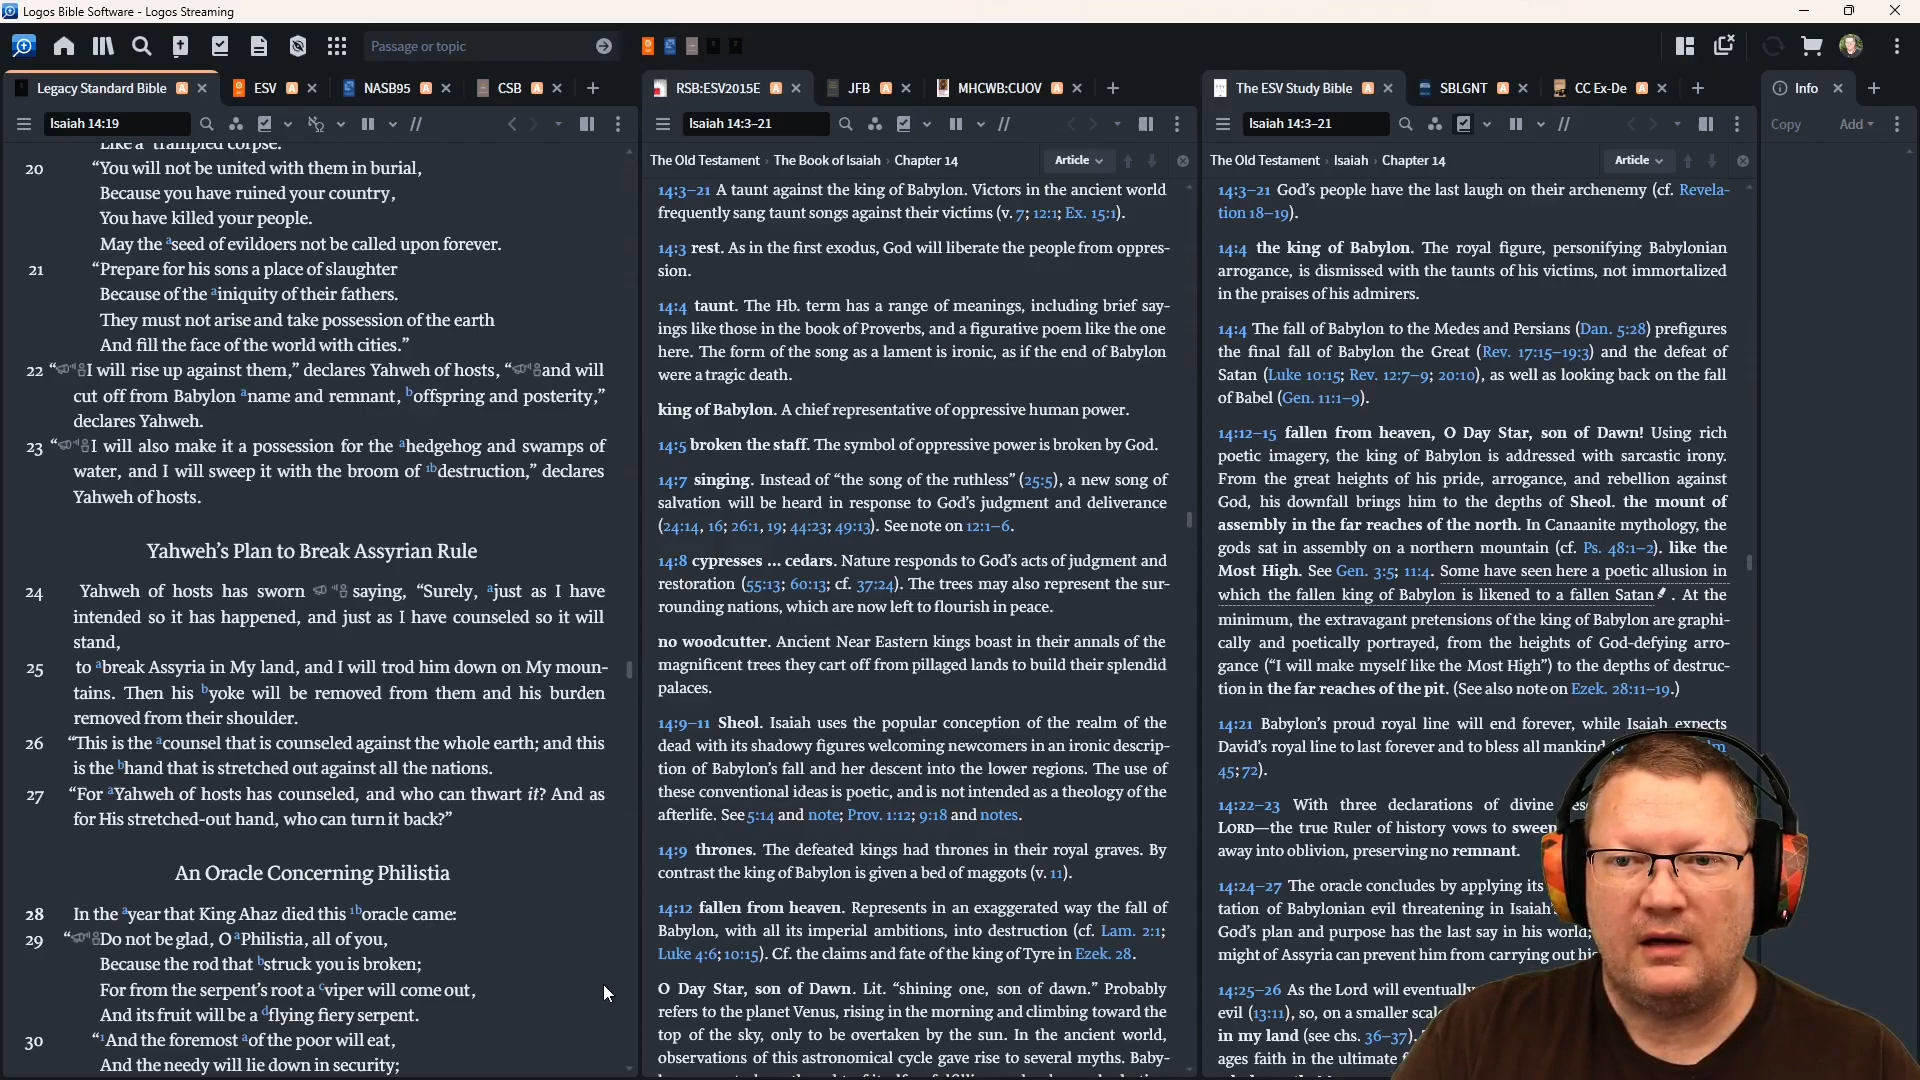 Logos Bible Software - Logos Streaming
Passage or topic
Legacy Standard Bible A
ESV A
NASB95 A
CSB A
RSB:ESV2015E A
JFB A
MHCWB:CUOV A
The ESV Study Bible A
SBLGNT A
CC Ex-De A
Info
Isaiah 14:19
Isaiah 14:3–21
Isaiah 14:3–21
Copy Add
Like a trampled corpse.
20 “You will not be united with them in burial,
Because you have ruined your country,
You have killed your people.
May the aseed of evildoers not be called upon forever.
21 “Prepare for his sons a place of slaughter
Because of the ainiquity of their fathers.
They must not arise and take possession of the earth
And fill the face of the world with cities.”
22 “I will rise up against them,” declares Yahweh of hosts, “and will
cut off from Babylon aname and remnant, boffspring and posterity,”
declares Yahweh.
23 “I will also make it a possession for the ahedgehog and swamps of
water, and I will sweep it with the broom of 1bdestruction,” declares
Yahweh of hosts.
Yahweh’s Plan to Break Assyrian Rule
24 Yahweh of hosts has sworn saying, “Surely, ajust as I have
intended so it has happened, and just as I have counseled so it will
stand,
25 to abreak Assyria in My land, and I will trod him down on My moun-
tains. Then his byoke will be removed from them and his burden
removed from their shoulder.
26 “This is the acounsel that is counseled against the whole earth; and this
is the bhand that is stretched out against all the nations.
27 “For aYahweh of hosts has counseled, and who can thwart it? And as
for His stretched-out hand, who can turn it back?”
An Oracle Concerning Philistia
28 In the ayear that King Ahaz died this 1boracle came:
29 “Do not be glad, O aPhilistia, all of you,
Because the rod that bstruck you is broken;
For from the serpent’s root a cviper will come out,
And its fruit will be a dflying fiery serpent.
30 “1And the foremost aof the poor will eat,
And the needy will lie down in security;
The Old Testament › The Book of Isaiah › Chapter 14 Article
14:3–21 A taunt against the king of Babylon. Victors in the ancient world
frequently sang taunt songs against their victims (v. 7; 12:1; Ex. 15:1).
14:3 rest. As in the first exodus, God will liberate the people from oppres-
sion.
14:4 taunt. The Hb. term has a range of meanings, including brief say-
ings like those in the book of Proverbs, and a figurative poem like the one
here. The form of the song as a lament is ironic, as if the end of Babylon
were a tragic death.
king of Babylon. A chief representative of oppressive human power.
14:5 broken the staff. The symbol of oppressive power is broken by God.
14:7 singing. Instead of “the song of the ruthless” (25:5), a new song of
salvation will be heard in response to God’s judgment and deliverance
(24:14, 16; 26:1, 19; 44:23; 49:13). See note on 12:1–6.
14:8 cypresses ... cedars. Nature responds to God’s acts of judgment and
restoration (55:13; 60:13; cf. 37:24). The trees may also represent the sur-
rounding nations, which are now left to flourish in peace.
no woodcutter. Ancient Near Eastern kings boast in their annals of the
magnificent trees they cart off from pillaged lands to build their splendid
palaces.
14:9–11 Sheol. Isaiah uses the popular conception of the realm of the
dead with its shadowy figures welcoming newcomers in an ironic descrip-
tion of Babylon’s fall and her descent into the lower regions. The use of
these conventional ideas is poetic, and is not intended as a theology of the
afterlife. See 5:14 and note; Prov. 1:12; 9:18 and notes.
14:9 thrones. The defeated kings had thrones in their royal graves. By
contrast the king of Babylon is given a bed of maggots (v. 11).
14:12 fallen from heaven. Represents in an exaggerated way the fall of
Babylon, with all its imperial ambitions, into destruction (cf. Lam. 2:1;
Luke 4:6; 10:15). Cf. the claims and fate of the king of Tyre in Ezek. 28.
O Day Star, son of Dawn. Lit. “shining one, son of dawn.” Probably
refers to the planet Venus, rising in the morning and climbing toward the
top of the sky, only to be overtaken by the sun. In the ancient world,
observations of this astronomical cycle gave rise to several myths. Baby-
The Old Testament › Isaiah › Chapter 14 Article
14:3–21 God’s people have the last laugh on their archenemy (cf. Revela-
tion 18–19).
14:4 the king of Babylon. The royal figure, personifying Babylonian
arrogance, is dismissed with the taunts of his victims, not immortalized
in the praises of his admirers.
14:4 The fall of Babylon to the Medes and Persians (Dan. 5:28) prefigures
the final fall of Babylon the Great (Rev. 17:15–19:3) and the defeat of
Satan (Luke 10:15; Rev. 12:7–9; 20:10), as well as looking back on the fall
of Babel (Gen. 11:1–9).
14:12–15 fallen from heaven, O Day Star, son of Dawn! Using rich
poetic imagery, the king of Babylon is addressed with sarcastic irony.
From the great heights of his pride, arrogance, and rebellion against
God, his downfall brings him to the depths of Sheol. the mount of
assembly in the far reaches of the north. In Canaanite mythology, the
gods sat in assembly on a northern mountain (cf. Ps. 48:1–2). like the
Most High. See Gen. 3:5; 11:4. Some have seen here a poetic allusion in
which the fallen king of Babylon is likened to a fallen Satan. At the
minimum, the extravagant pretensions of the king of Babylon are graphi-
cally and poetically portrayed, from the heights of God-defying arro-
gance (“I will make myself like the Most High”) to the depths of destruc-
tion in the far reaches of the pit. (See also note on Ezek. 28:11–19.)
14:21 Babylon’s proud royal line will end forever, while Isaiah expects
David’s royal line to last forever and to bless all mankind
45; 72).
14:22–23 With three declarations of divine
LORD—the true Ruler of history vows to sweep
away into oblivion, preserving no remnant.
14:24–27 The oracle concludes by applying its
tation of Babylonian evil threatening in Isaiah’
God’s plan and purpose has the last say in his world;
might of Assyria can prevent him from carrying out
14:25–26 As the Lord will eventually
evil (13:11), so, on a smaller
in my land (see chs. 36–37).
ages faith in the ultimate